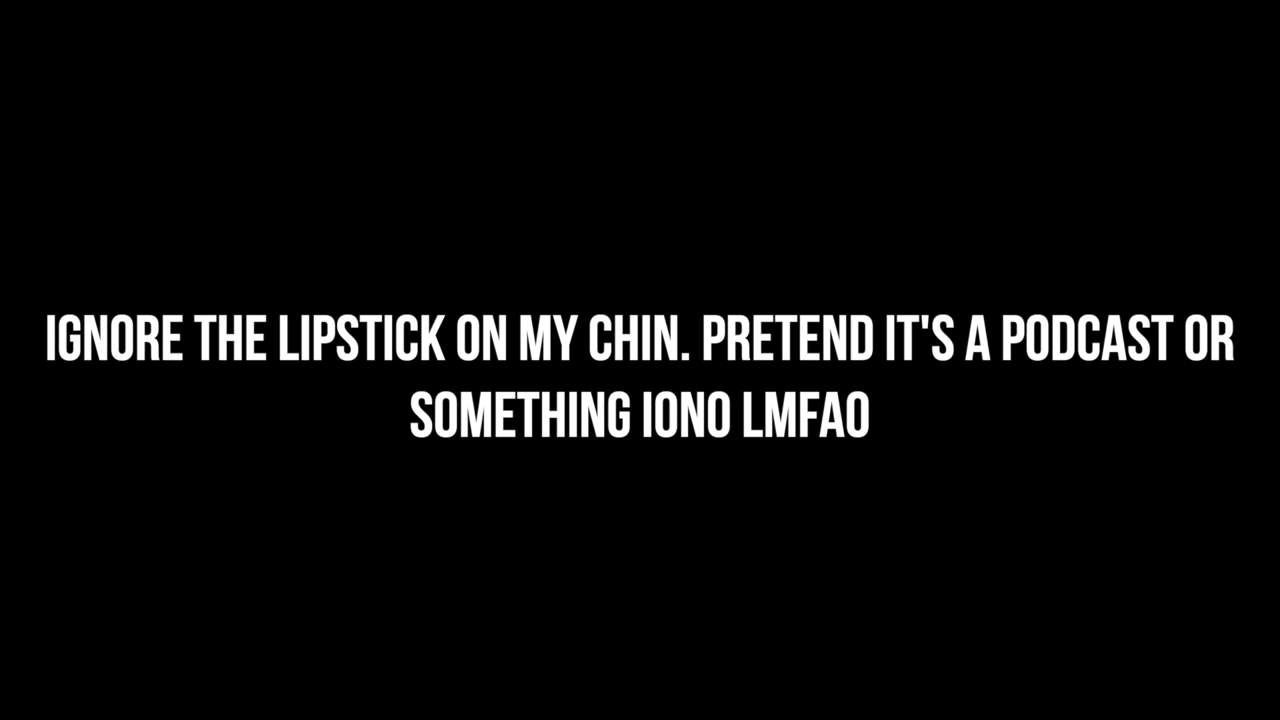 IGNORE THE LIPSTICK ON MY CHIN. PRETEND IT'S A PODCAST OR
SOMETHING IONO LMFAO